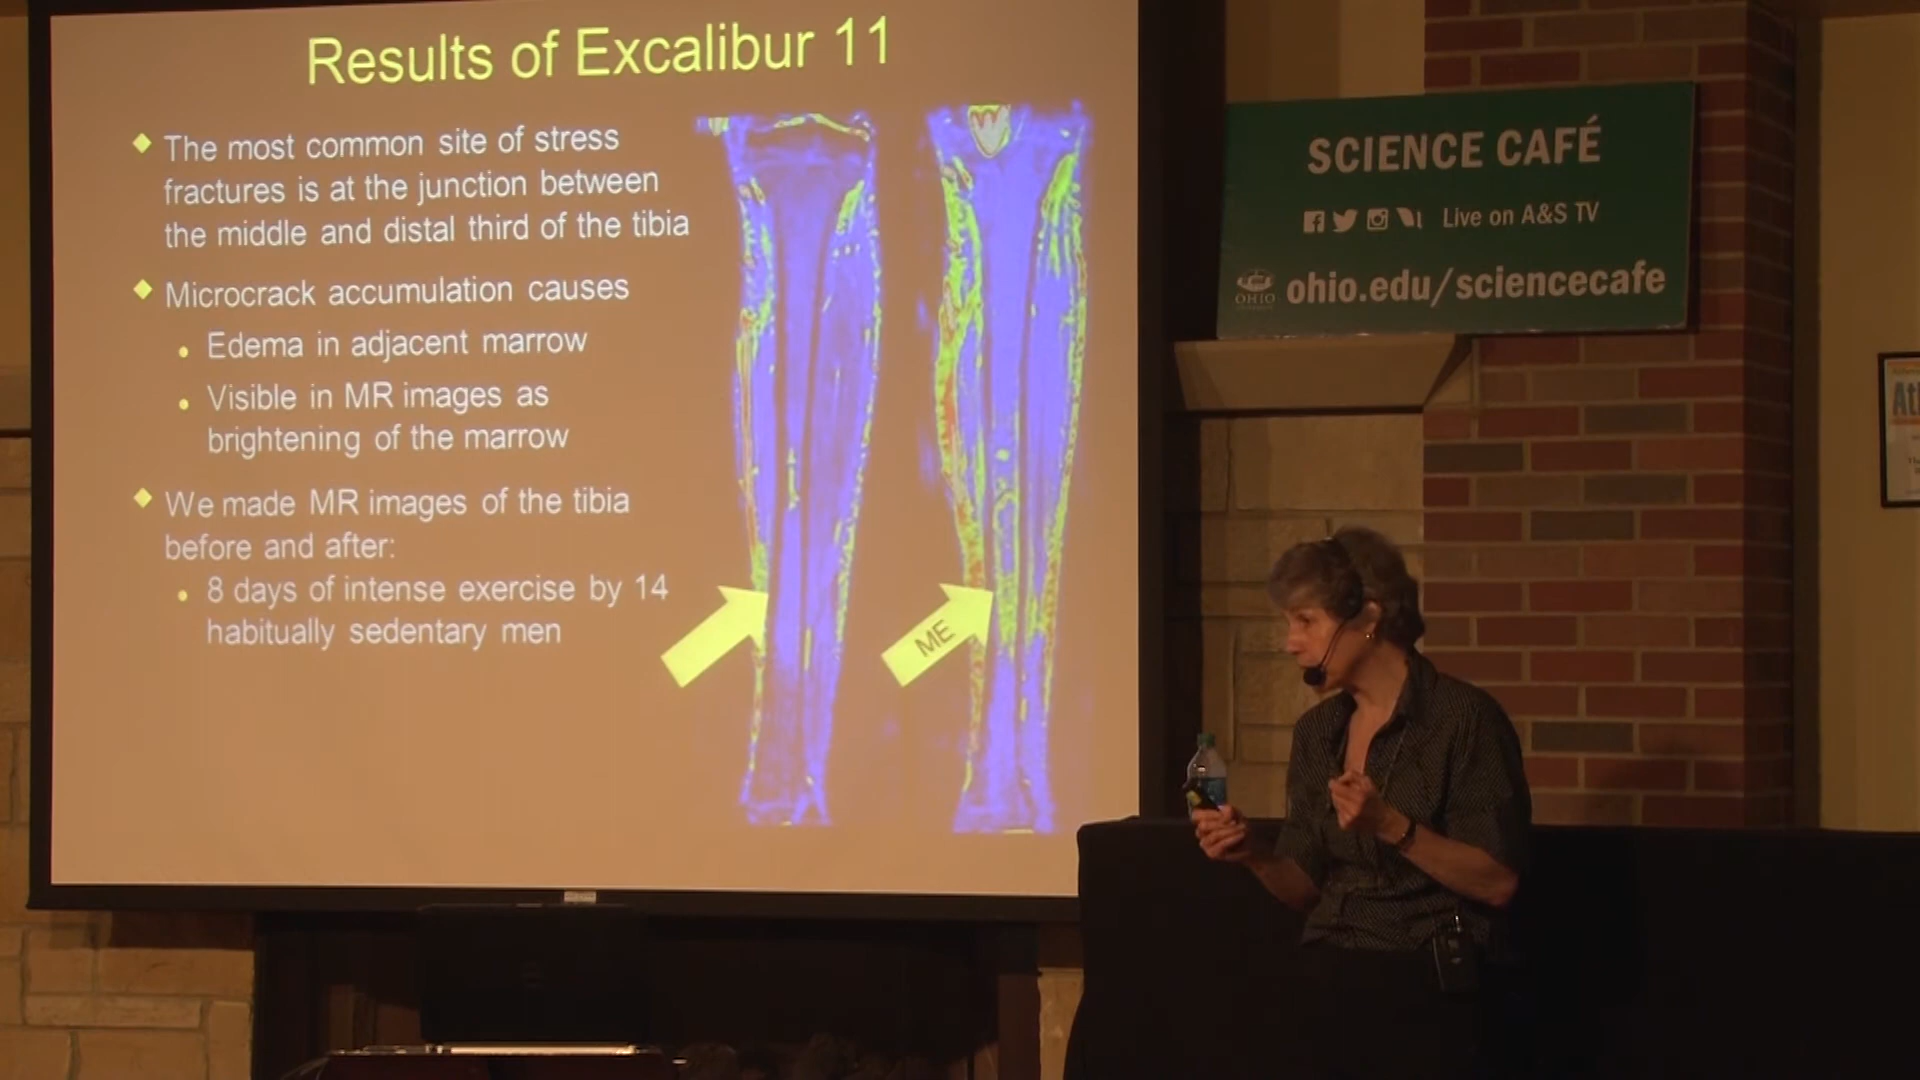 Results of Excalibur 11
The most common site of stress
fractures is at the junction between
the middle and distal third of the tibia
Microcrack accumulation causes
Edema in adjacent marrow
Visible in MR images as
brightening of the marrow
We made MR images of the tibia
before and after:
8 days of intense exercise by 14
habitually sedentary men
ME
SCIENCE CAFÉ
Live on A&S TV
OHIO
ohio.edu/sciencecafe